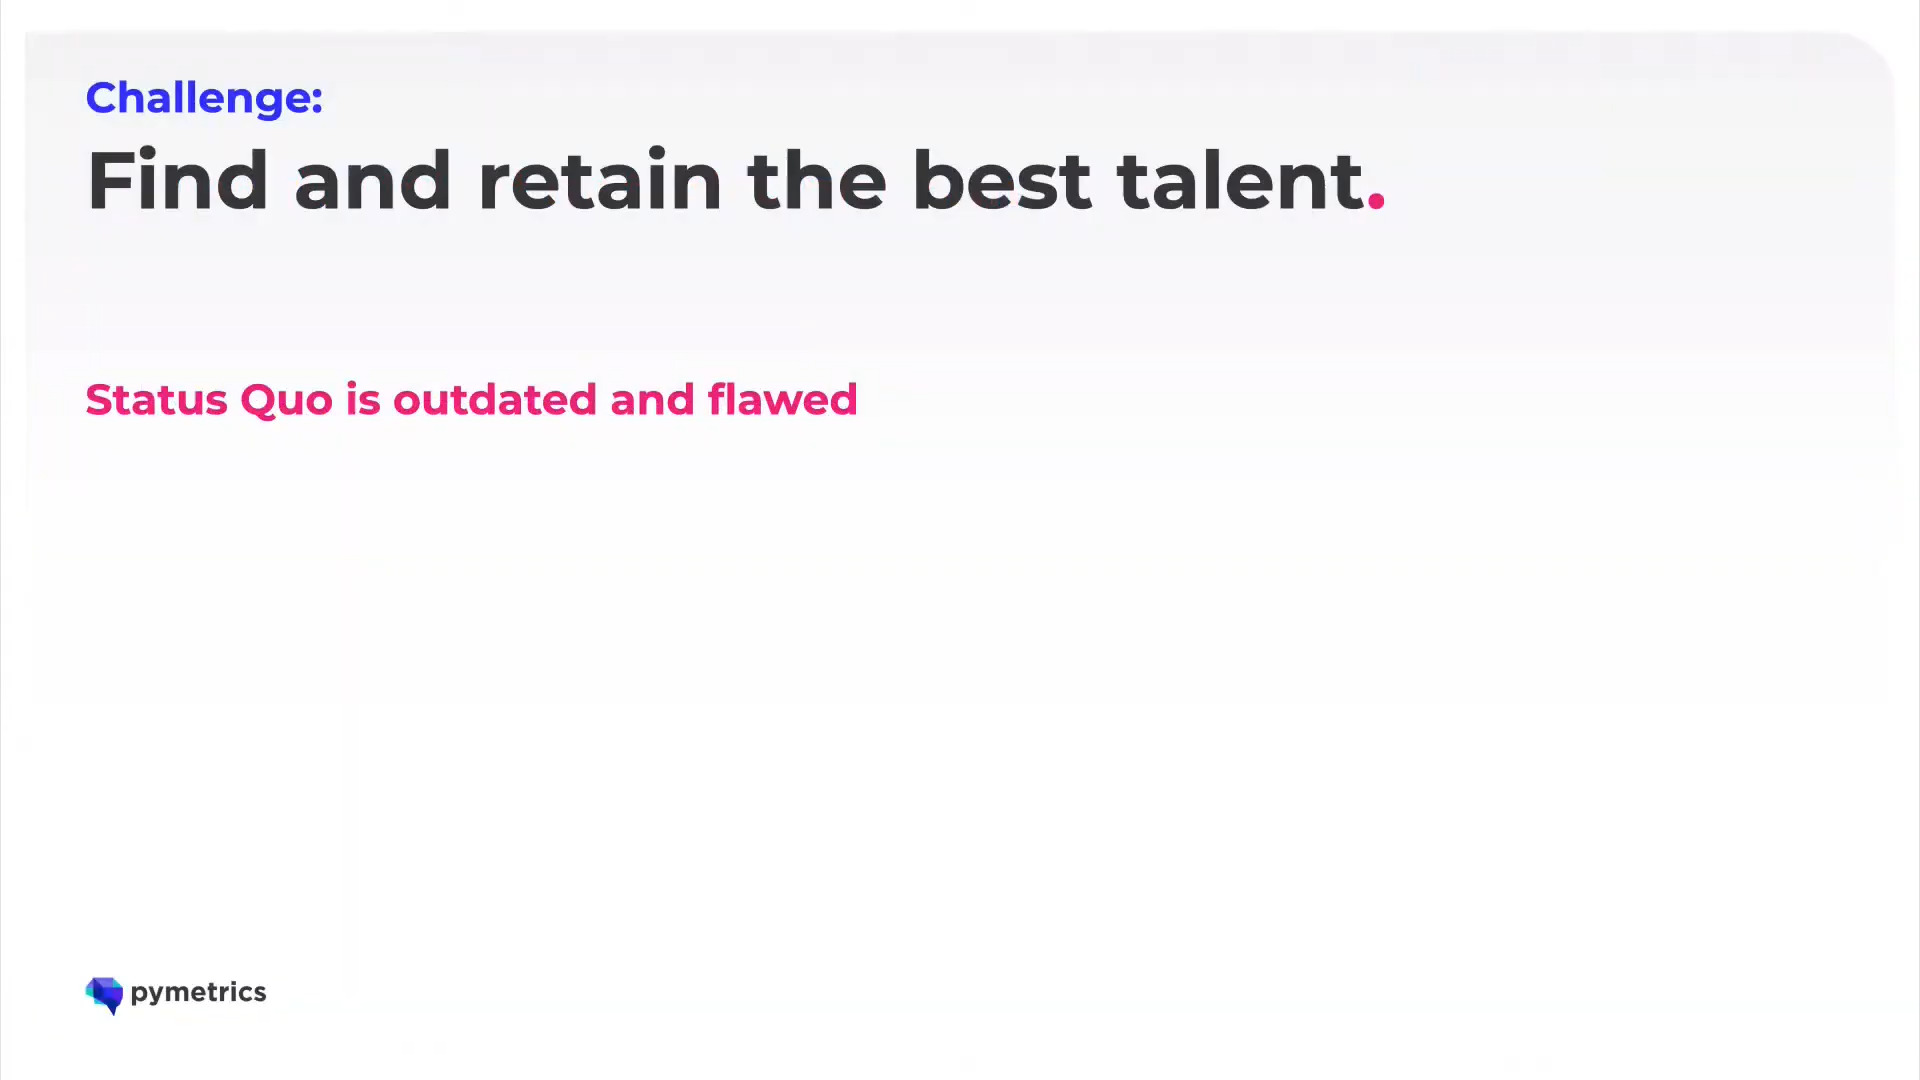 Challenge:
Find and retain the best talent.
Status Quo is outdated and flawed
pymetrics